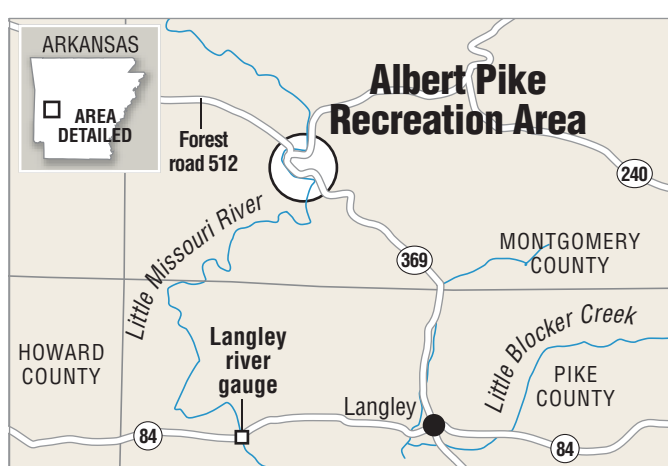 ARKANSAS
AREA
DETAILED
Albert Pike
Recreation Area
Forest
road 512
240
Little Missouri River
369
MONTGOMERY
COUNTY
Langley
river
gauge
Little Blocker Creek
HOWARD
COUNTY
PIKE
COUNTY
Langley
84
84